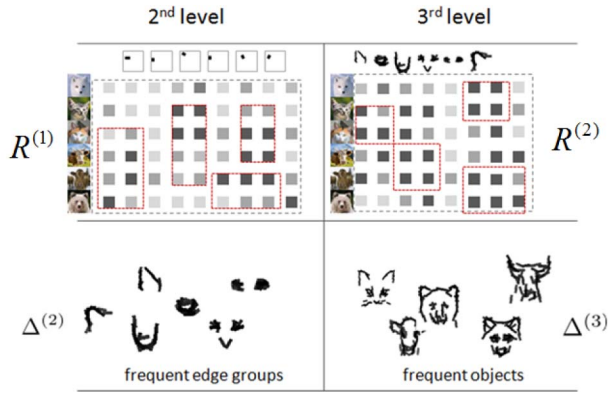 2nd level
3rd level
R(1)
R(2)
Δ(2)
Δ(3)
frequent edge groups
frequent objects